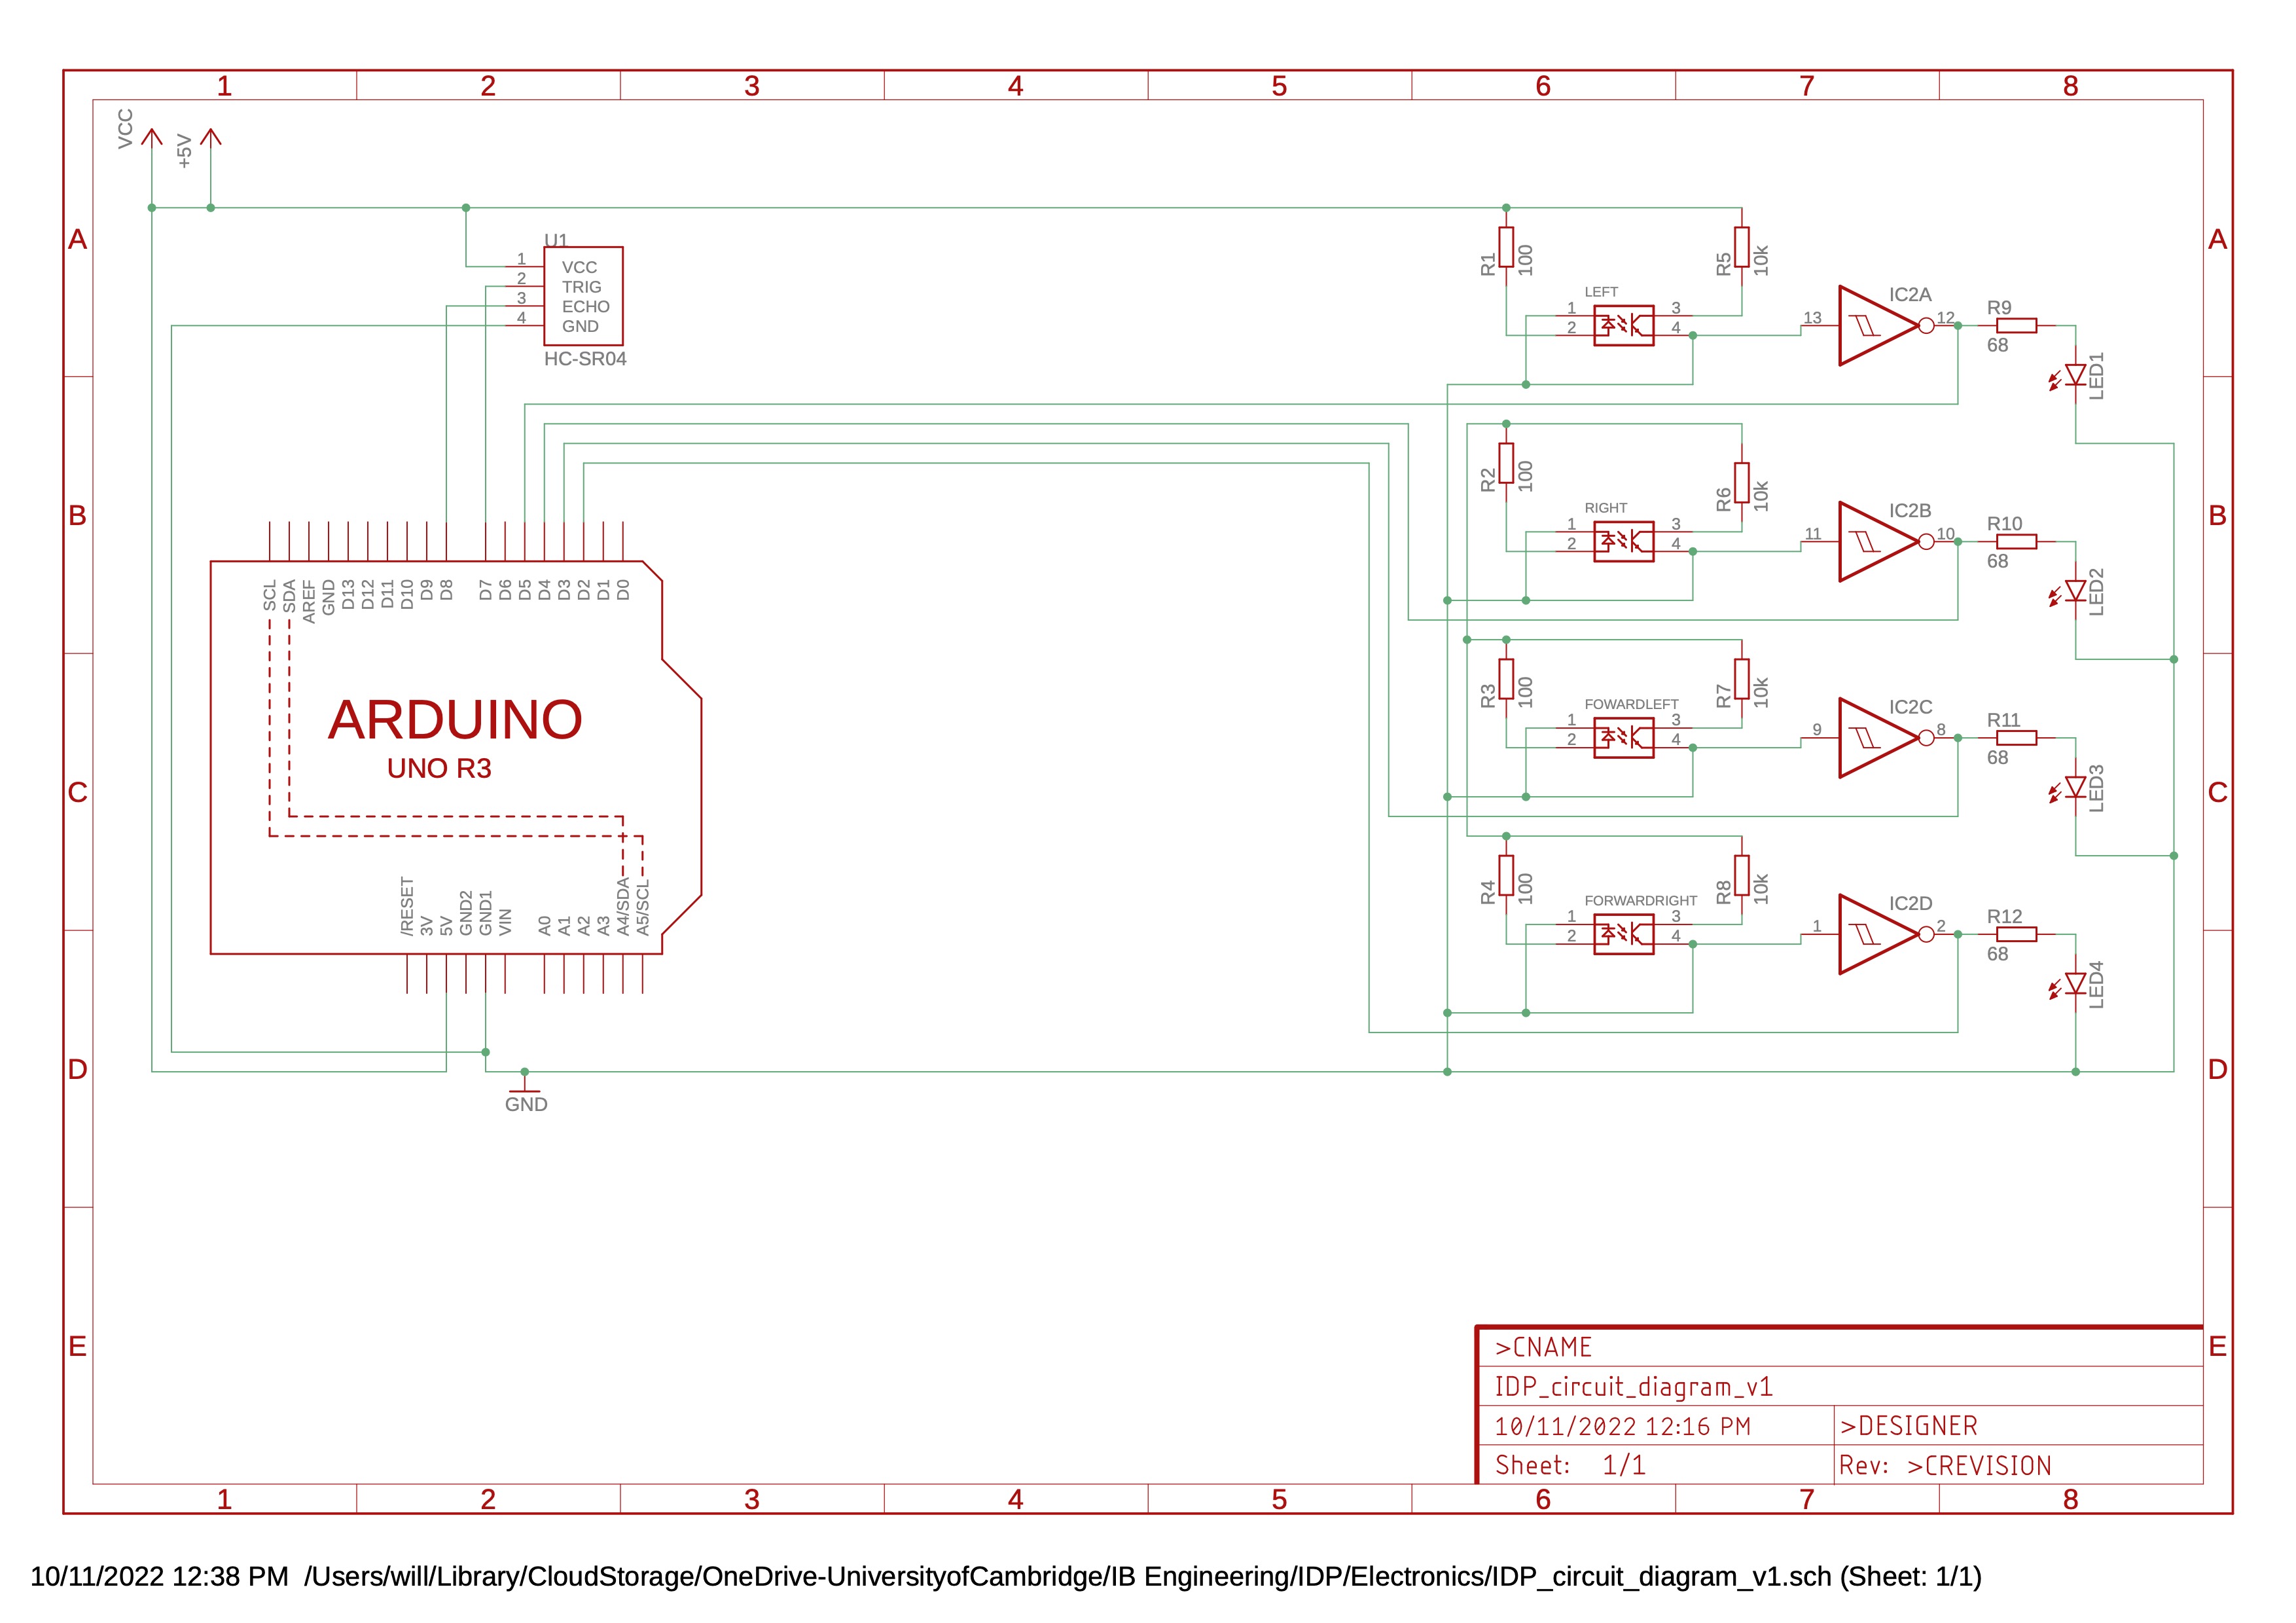 1 2 3 4 5 6 7 8
VCC
+5V
A
A
U1
1 VCC
2 TRIG
3 ECHO
4 GND
HC-SR04
R1
100
R5
10k
LEFT
1
2
3
4
13
IC2A
12
R9
68
LED1
B
B
R2
100
R6
10k
RIGHT
1
2
3
4
11
IC2B
10
R10
68
LED2
SCL
SDA
AREF
GND
D13
D12
D11
D10
D9
D8
D7
D6
D5
D4
D3
D2
D1
D0
ARDUINO
UNO R3
C
C
R3
100
R7
10k
FOWARDLEFT
1
2
3
4
9
IC2C
8
R11
68
LED3
/RESET
3V
5V
GND2
GND1
VIN
A0
A1
A2
A3
A4/SDA
A5/SCL
R4
100
R8
10k
FORWARDRIGHT
1
2
3
4
1
IC2D
2
R12
68
LED4
D
D
GND
E
E
>CNAME
IDP_circuit_diagram_v1
10/11/2022 12:16 PM >DESIGNER
Sheet: 1/1 Rev: >CREVISION
1 2 3 4 5 6 7 8
10/11/2022 12:38 PM /Users/will/Library/CloudStorage/OneDrive-UniversityofCambridge/IB Engineering/IDP/Electronics/IDP_circuit_diagram_v1.sch (Sheet: 1/1)